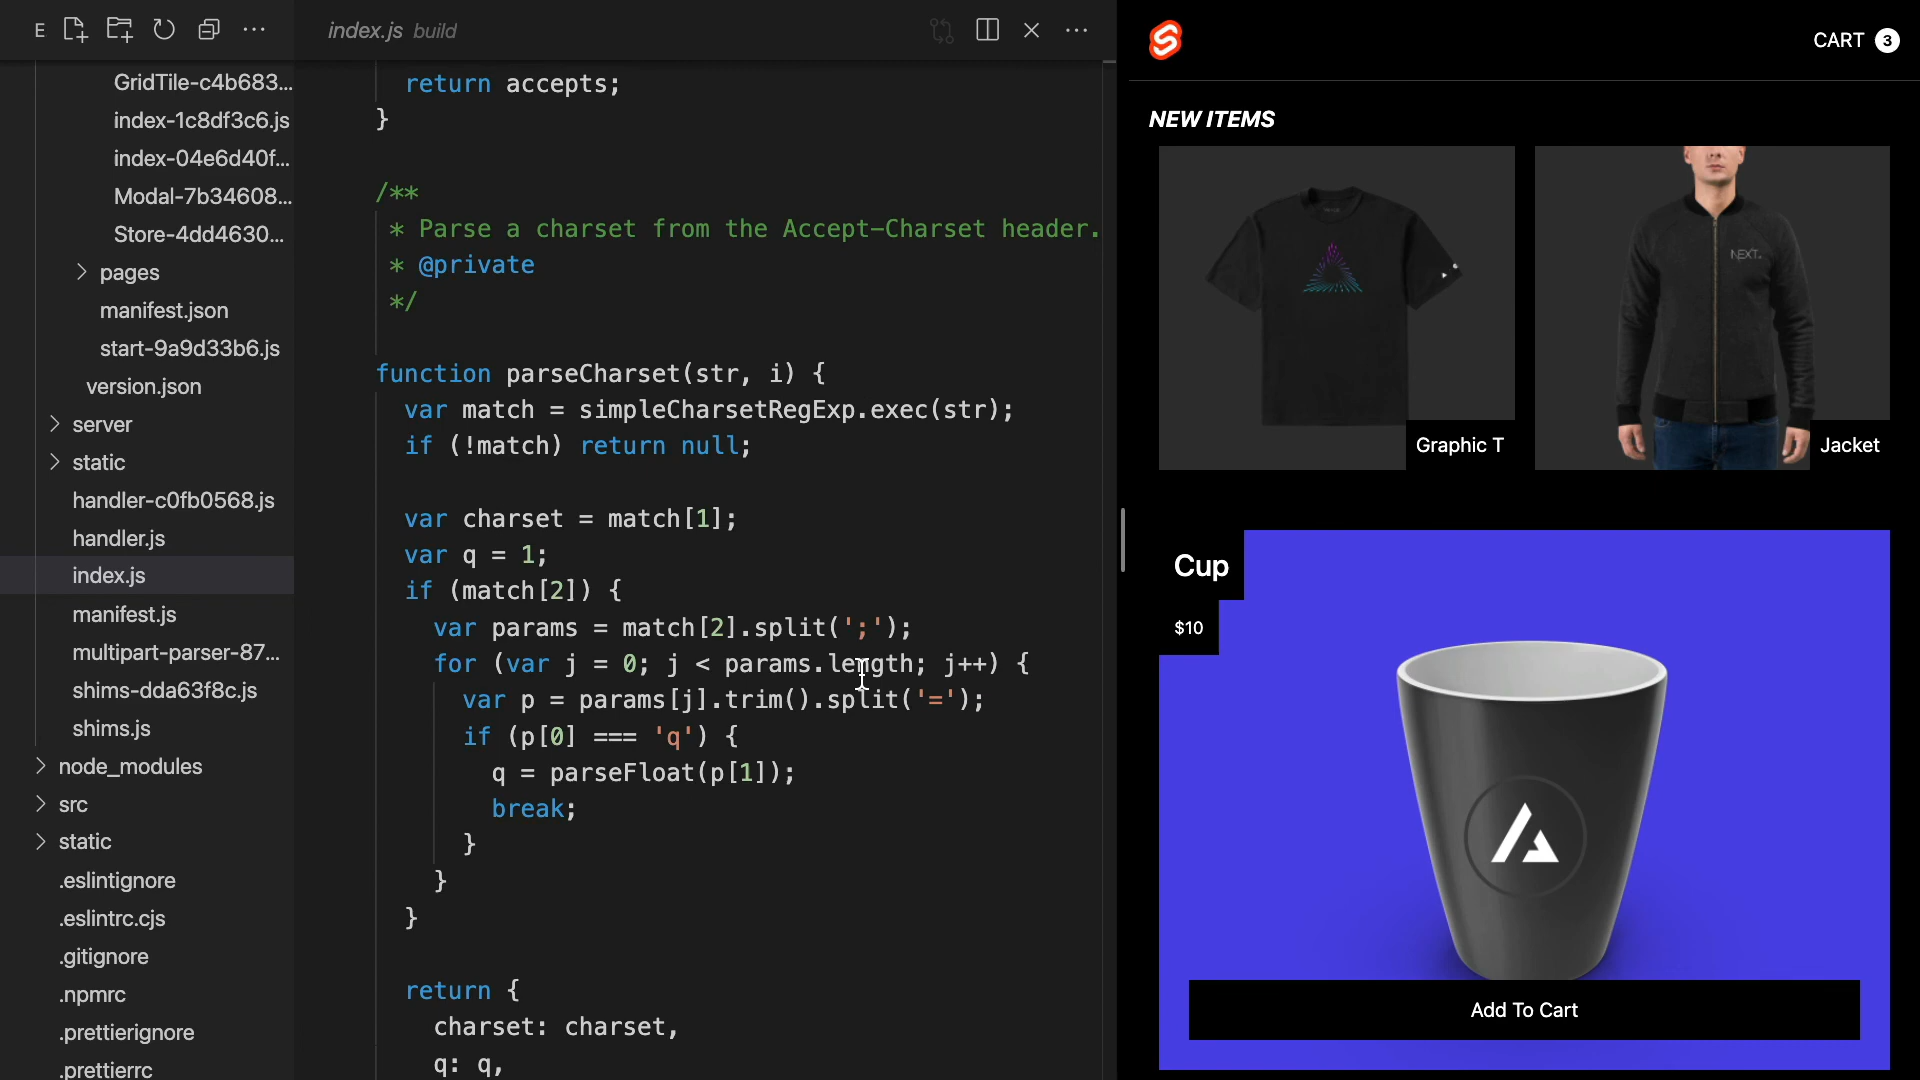 E
GridTile-c4b683...
index-1c8df3c6.js
index-04e6d40f...
Modal-7b34608...
Store-4dd4630...
pages
manifest.json
start-9a9d33b6.js
version.json
server
static
handler-c0fb0568.js
handler.js
index.js
manifest.js
multipart-parser-87...
shims-dda63f8c.js
shims.js
node_modules
src
static
.eslintignore
.eslintrc.cjs
.gitignore
.npmrc
.prettierignore
.prettierrc
index.js build
return accepts;
}
/**
* Parse a charset from the Accept-Charset header.
* @private
*/
function parseCharset(str, i) {
var match = simpleCharsetRegExp.exec(str);
if (!match) return null;
var charset = match[1];
var q = 1;
if (match[2]) {
var params = match[2].split(';');
for (var j = 0; j < params.length; j++) {
var p = params[j].trim().split('=');
if (p[0] === 'q') {
q = parseFloat(p[1]);
break;
}
}
}
return {
charset: charset,
q: q,
CART 3
NEW ITEMS
NEXT.
Graphic T
Jacket
Cup
$10
Add To Cart